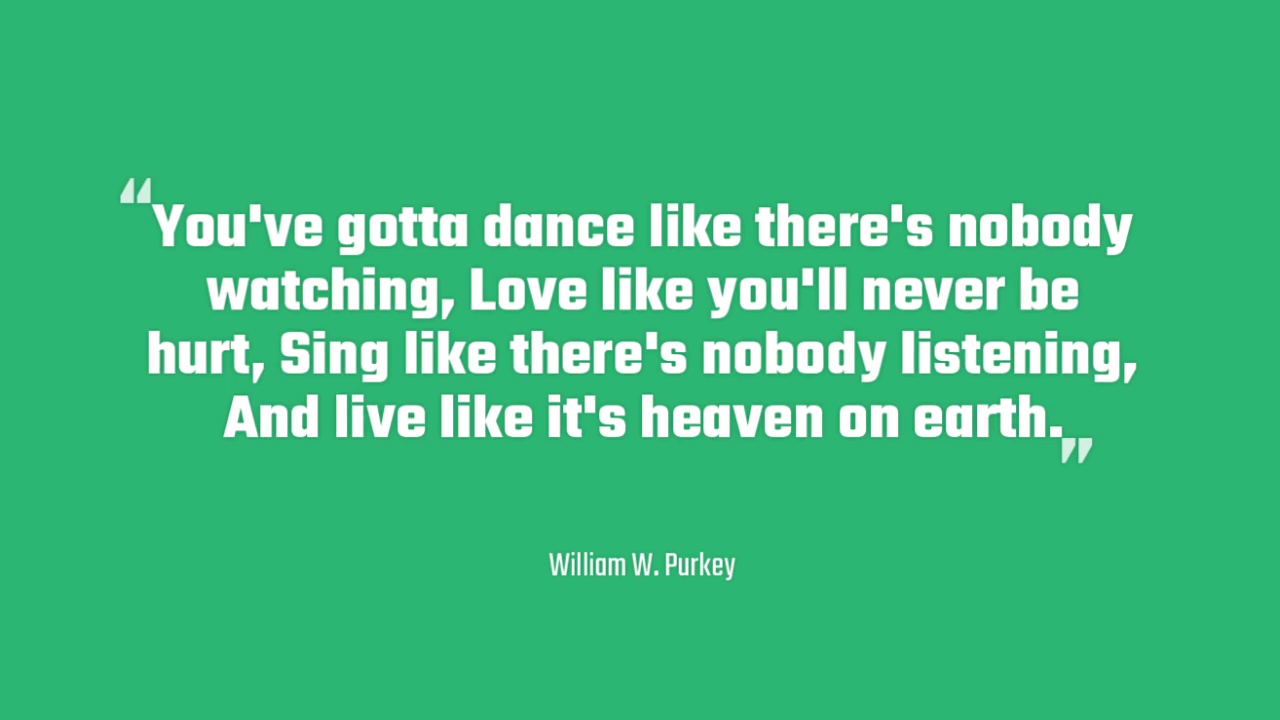 “You've gotta dance like there's nobody
watching, Love like you'll never be
hurt, Sing like there's nobody listening,
And live like it's heaven on earth.”
William W. Purkey